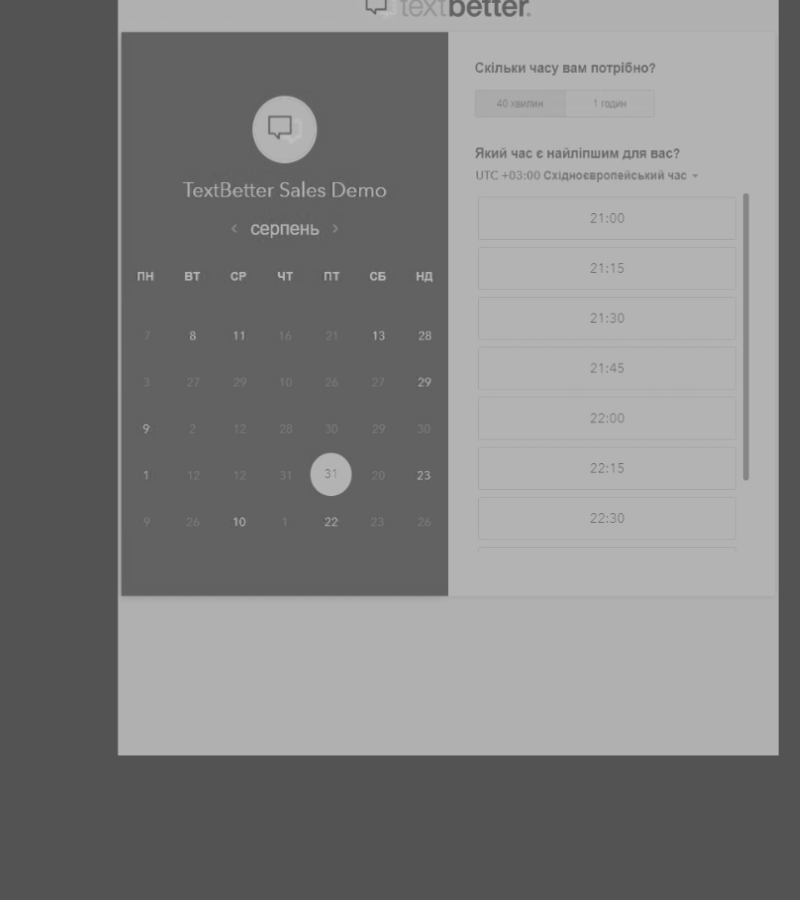 textbetter.
TextBetter Sales Demo
серпень
ПН ВТ СР ЧТ ПТ СБ НД
7 8 11 16 21 13 28
3 27 29 10 26 27 29
9 2 12 28 30 29 30
1 12 12 31 31 20 23
9 26 10 1 22 23 26
Скільки часу вам потрібно?
40 хвилин 1 годин
Який час є найліпшим для вас?
UTC +03:00 Східноєвропейський час
21:00
21:15
21:30
21:45
22:00
22:15
22:30